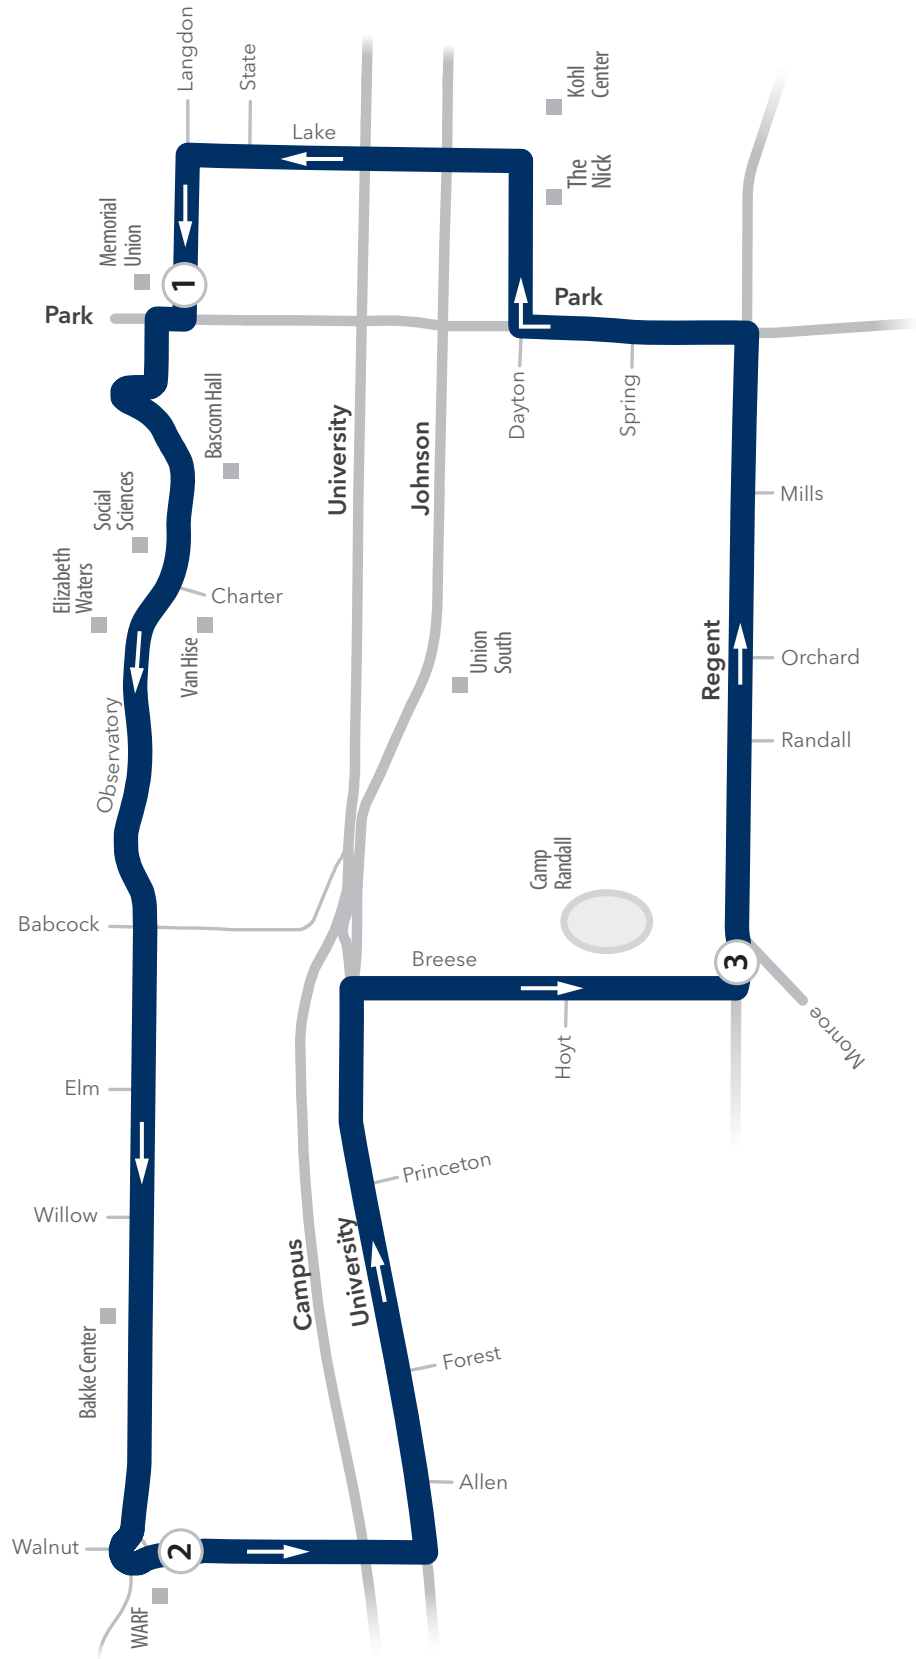 Langdon
State
Kohl
Center
Lake
The
Nick
Memorial
Union
1
Park
Park
Bascom Hall
Dayton
Spring
University
Johnson
Social
Sciences
Mills
Elizabeth
Waters
Charter
Van Hise
Union
South
Regent
Orchard
Observatory
Randall
Camp
Randall
Babcock
Breese
3
Monroe
Hoyt
Elm
Princeton
Willow
Campus
University
Bakke Center
Forest
Allen
Walnut
2
WARF